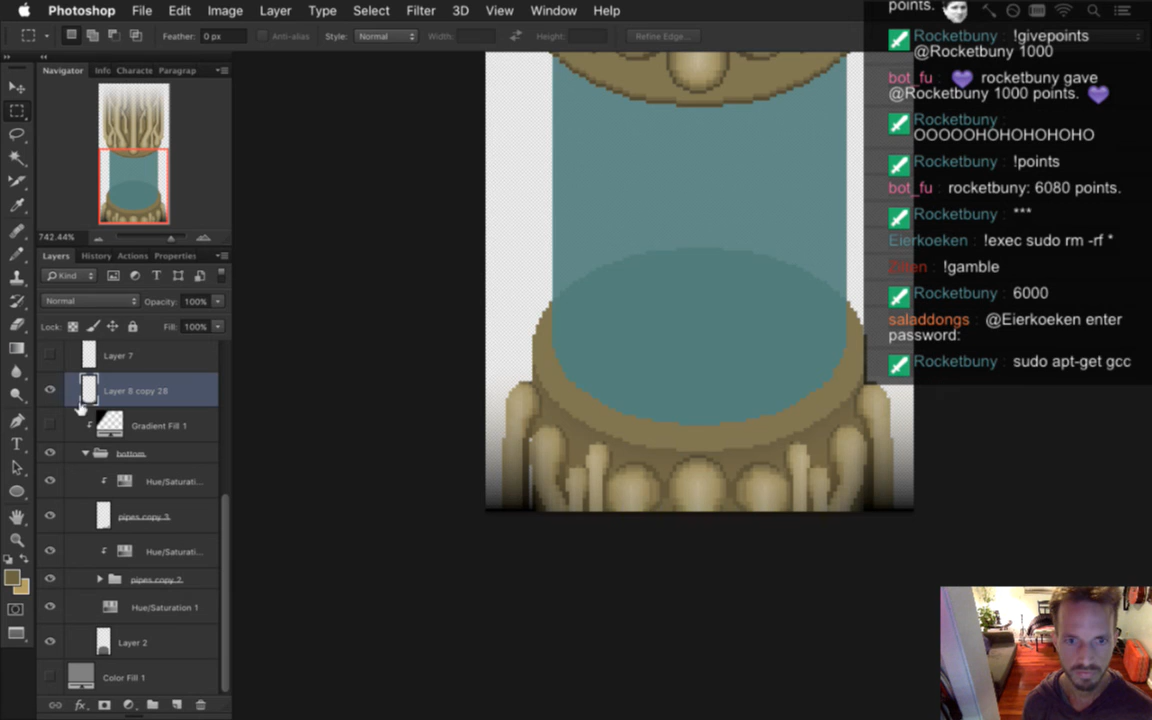 Photoshop File Edit Image Layer Type Select Filter 3D View Window Help
Feather: 0 px Anti-alias Style: Normal Width: Height: Refine Edge...
Navigator Info Characte Paragrap
742.44%
Layers History Actions Properties
Kind
Normal Opacity: 100%
Lock: Fill: 100%
Layer 7
Layer 8 copy 28
Gradient Fill 1
bottom
Hue/Saturati...
pipes copy 3
Hue/Saturati...
pipes copy 2
Hue/Saturation 1
Layer 2
Color Fill 1
points.
Rocketbuny : !givepoints
@Rocketbuny 1000
bot_fu : rocketbuny gave
@Rocketbuny 1000 points.
Rocketbuny :
OOOOOHOHOHOHOHO
Rocketbuny : !points
bot_fu : rocketbuny: 6080 points.
Rocketbuny : ***
Eierkoeken : !exec sudo rm -rf *
: !gamble
Rocketbuny : 6000
saladdongs : @Eierkoeken enter
password:
Rocketbuny : sudo apt-get gcc